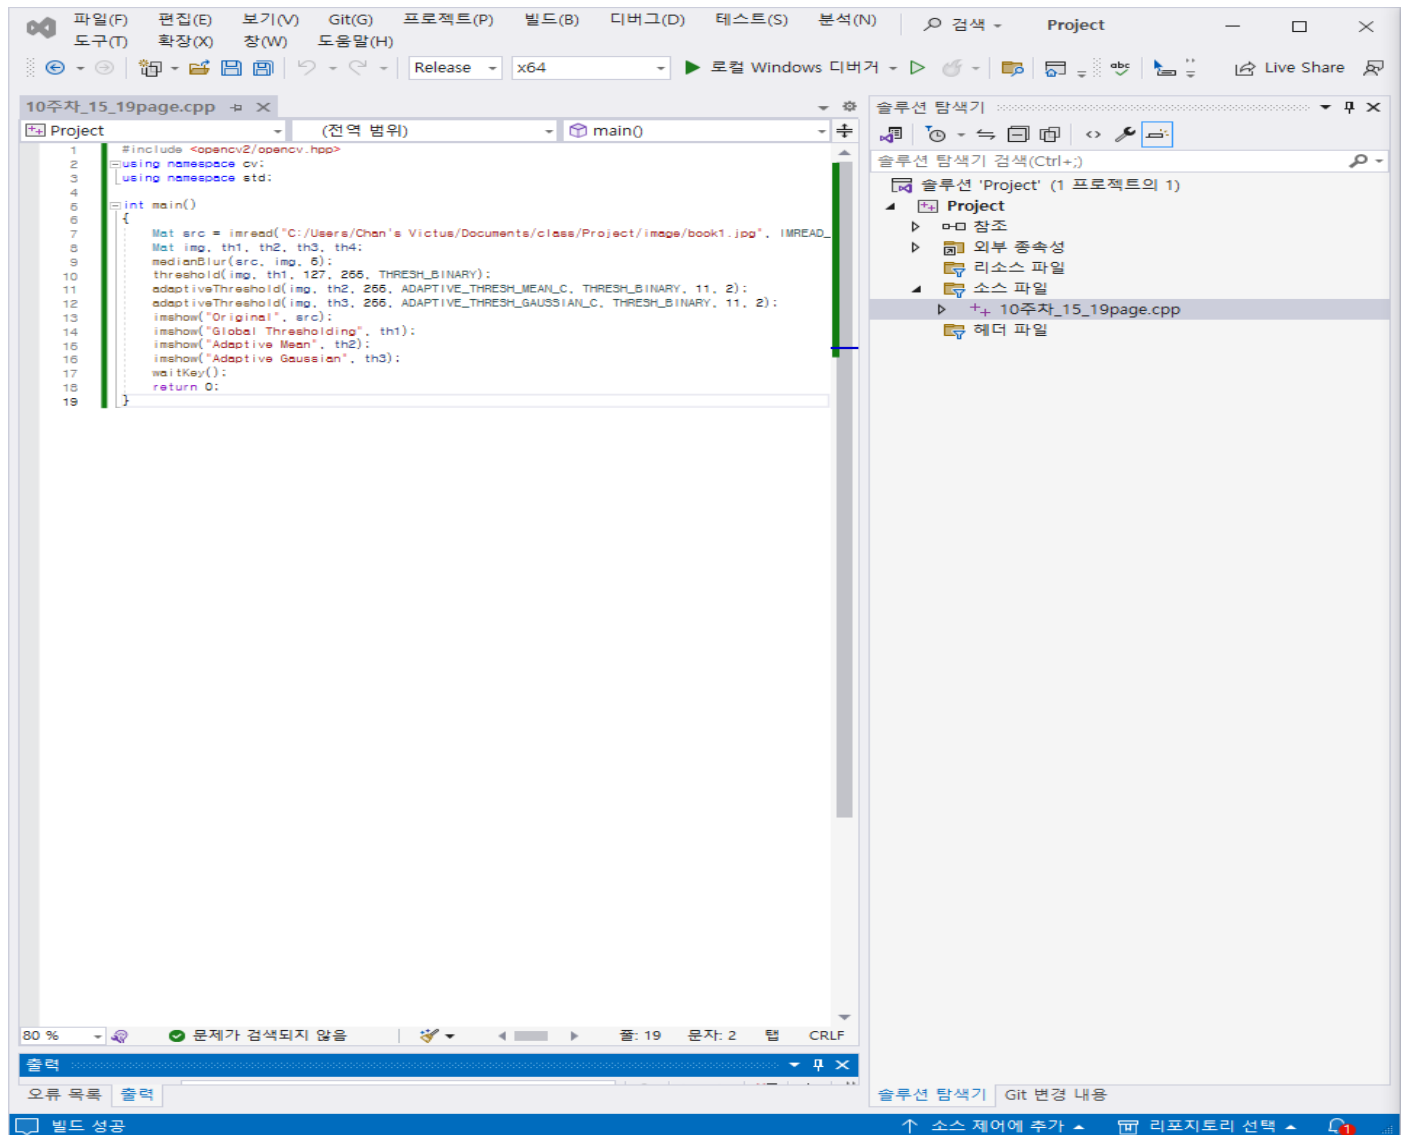 파일(F) 편집(E) 보기(V) Git(G) 프로젝트(P) 빌드(B) 디버그(D) 테스트(S) 분석(N) 검색 Project
도구(T) 확장(X) 창(W) 도움말(H)
Release x64 로컬 Windows 디버거 Live Share
10주차_15_19page.cpp
Project (전역 범위) main()
1 #include <opencv2/opencv.hpp>
2 using namespace cv;
3 using namespace std;
4
5 int main()
6 {
7 Mat src = imread("C:/Users/Chan's Victus/Documents/class/Project/image/book1.jpg", IMREAD_
8 Mat img, th1, th2, th3, th4;
9 medianBlur(src, img, 5);
10 threshold(img, th1, 127, 255, THRESH_BINARY);
11 adaptiveThreshold(img, th2, 255, ADAPTIVE_THRESH_MEAN_C, THRESH_BINARY, 11, 2);
12 adaptiveThreshold(img, th3, 255, ADAPTIVE_THRESH_GAUSSIAN_C, THRESH_BINARY, 11, 2);
13 imshow("Original", src);
14 imshow("Global Thresholding", th1);
15 imshow("Adaptive Mean", th2);
16 imshow("Adaptive Gaussian", th3);
17 waitKey();
18 return 0;
19 }
80 % 문제가 검색되지 않음 줄: 19 문자: 2 탭 CRLF
출력
오류 목록 출력
솔루션 탐색기
솔루션 탐색기 검색(Ctrl+;)
솔루션 'Project' (1 프로젝트의 1)
Project
참조
외부 종속성
리소스 파일
소스 파일
10주차_15_19page.cpp
헤더 파일
솔루션 탐색기 Git 변경 내용
빌드 성공 소스 제어에 추가 리포지토리 선택 1